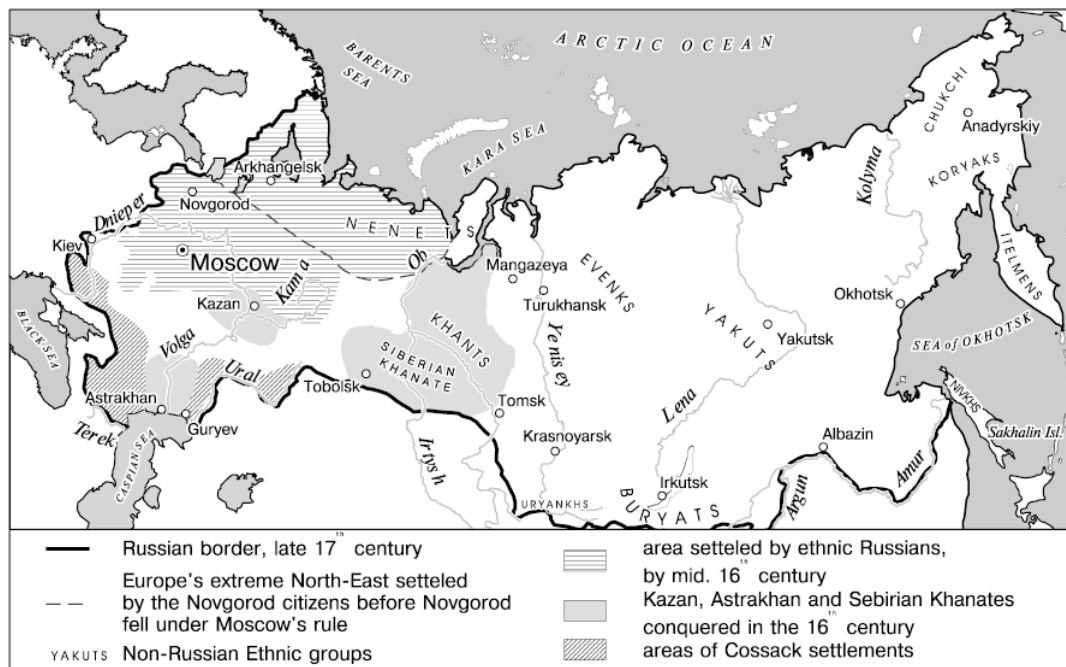 ARCTIC OCEAN
BARENTS
SEA
KARA SEA
CHUKCHI
Anadyrskiy
KORYAKS
Kolyma
ITELMENS
Arkhangelsk
Novgorod
Dnieper
NENETS
Kiev
Moscow
Ob
Kama
Kazan
Mangazeya
Turukhansk
EVENKS
Okhotsk
BLACK SEA
Volga
KHANTS
Yenisey
YAKUTS
Yakutsk
SEA of OKHOTSK
Ural
SIBERIAN
KHANATE
Tobolsk
Astrakhan
Guryev
Terek
CASPIAN SEA
Tomsk
Lena
NIVKHS
Sakhalin Isl.
Krasnoyarsk
Albazin
Irtysh
Amur
Irkutsk
Argun
URYANKHS
BURYATS
Russian border, late 17th century
Europe's extreme North-East setteled
by the Novgorod citizens before Novgorod
fell under Moscow's rule
YAKUTS Non-Russian Ethnic groups
area setteled by ethnic Russians,
by mid. 16th century
Kazan, Astrakhan and Sebirian Khanates
conquered in the 16th century
areas of Cossack settlements